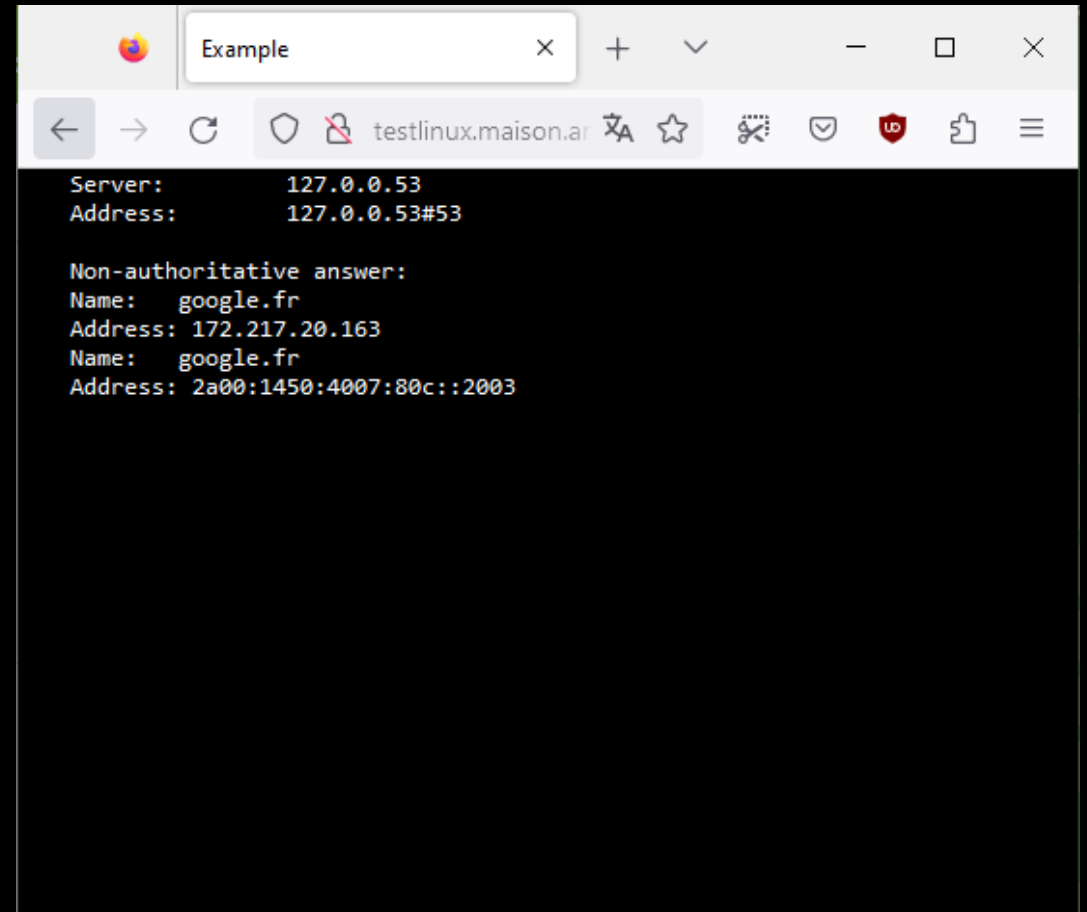 Example
testlinux.maison.ar
Server: 127.0.0.53
Address: 127.0.0.53#53
Non-authoritative answer:
Name: google.fr
Address: 172.217.20.163
Name: google.fr
Address: 2a00:1450:4007:80c::2003